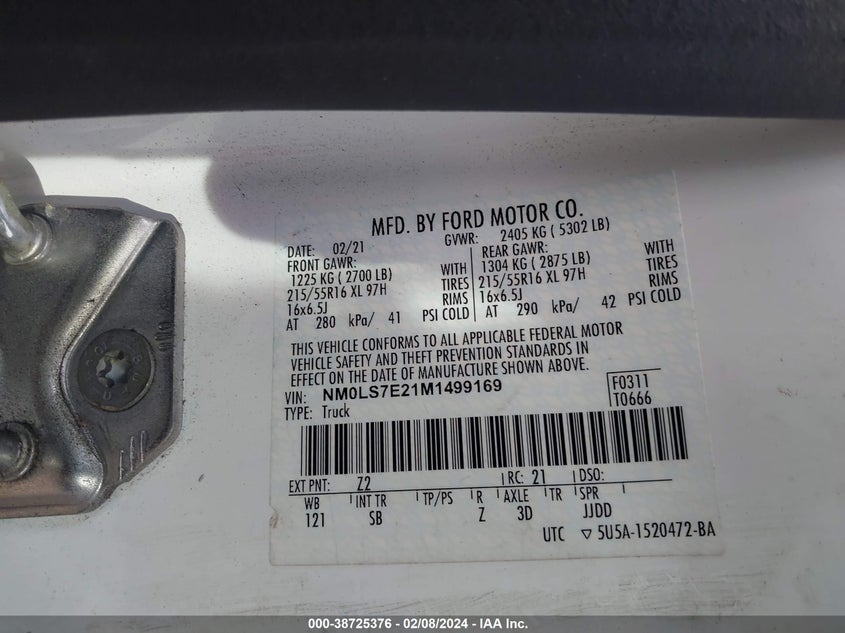 MFD. BY FORD MOTOR CO.
DATE: 02/21 GVWR: 2405 KG ( 5302 LB)
FRONT GAWR: REAR GAWR:
1225 KG ( 2700 LB) WITH 1304 KG ( 2875 LB) WITH
215/55R16 XL 97H TIRES 215/55R16 XL 97H TIRES
16x6.5J RIMS 16x6.5J RIMS
AT 280 kPa/ 41 PSI COLD AT 290 kPa/ 42 PSI COLD
THIS VEHICLE CONFORMS TO ALL APPLICABLE FEDERAL MOTOR
VEHICLE SAFETY AND THEFT PREVENTION STANDARDS IN
EFFECT ON THE DATE OF MANUFACTURE SHOWN ABOVE.
VIN: NM0LS7E21M1499169
TYPE: Truck
F0311
T0666
EXT PNT: Z2 RC: 21 DSO:
WB INT TR TP/PS R AXLE TR SPR
121 SB Z 3D JJDD
UTC ▽ 5U5A-1520472-BA
000-38725376 - 02/08/2024 - IAA Inc.